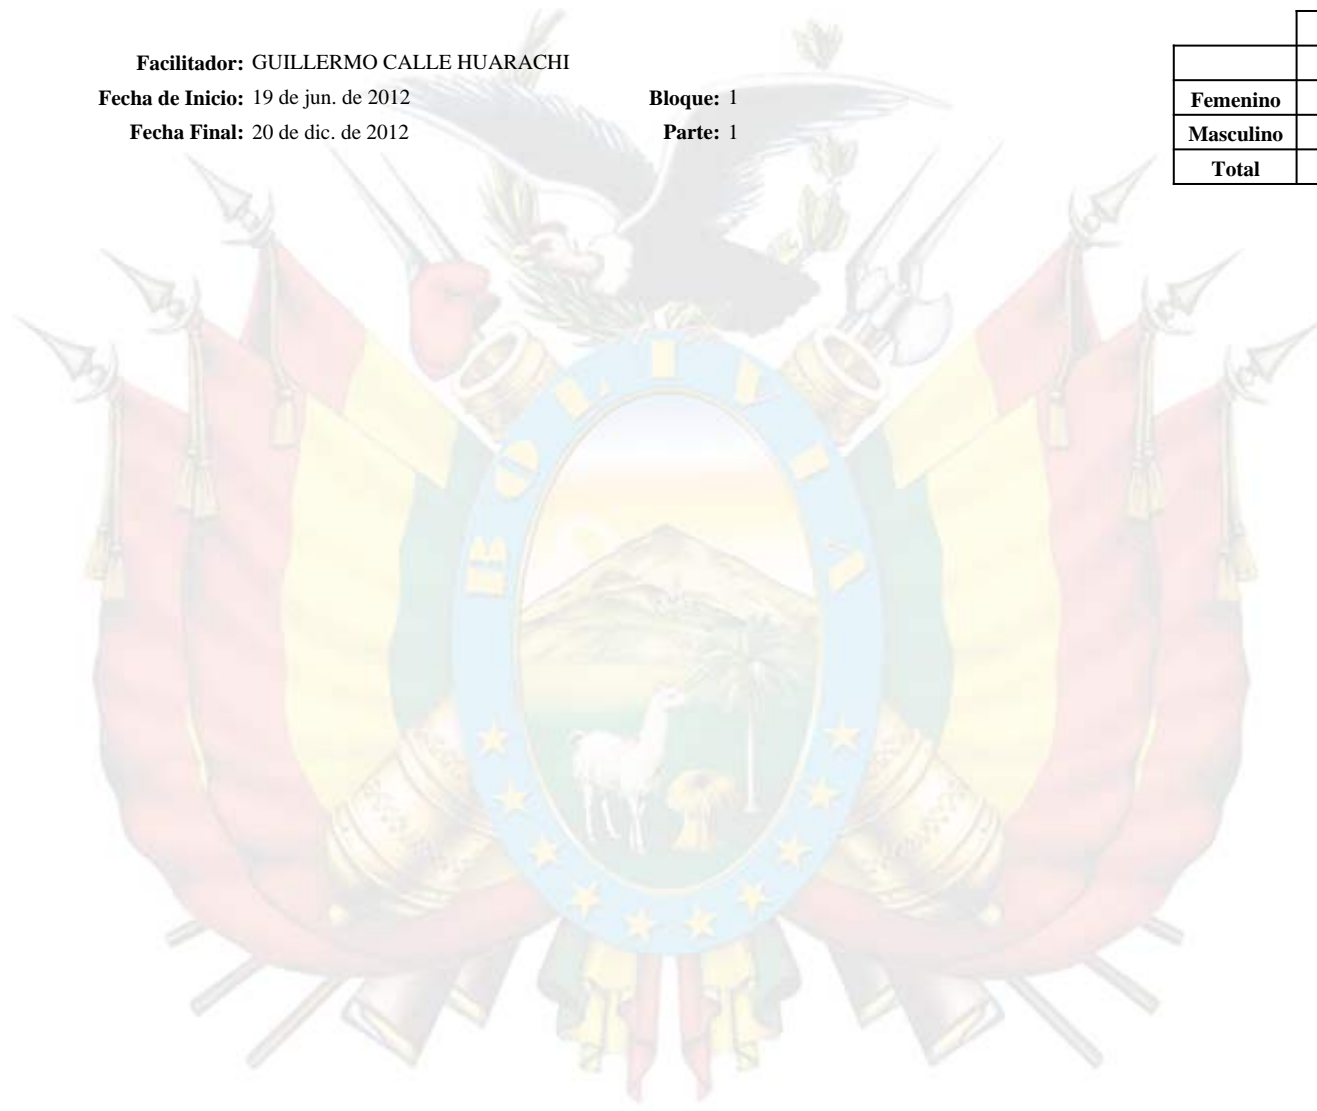 Facilitador: GUILLERMO CALLE HUARACHI
Fecha de Inicio: 19 de jun. de 2012 Bloque: 1
Fecha Final: 20 de dic. de 2012 Parte: 1
Femenino
Masculino
Total
BOLIVIA